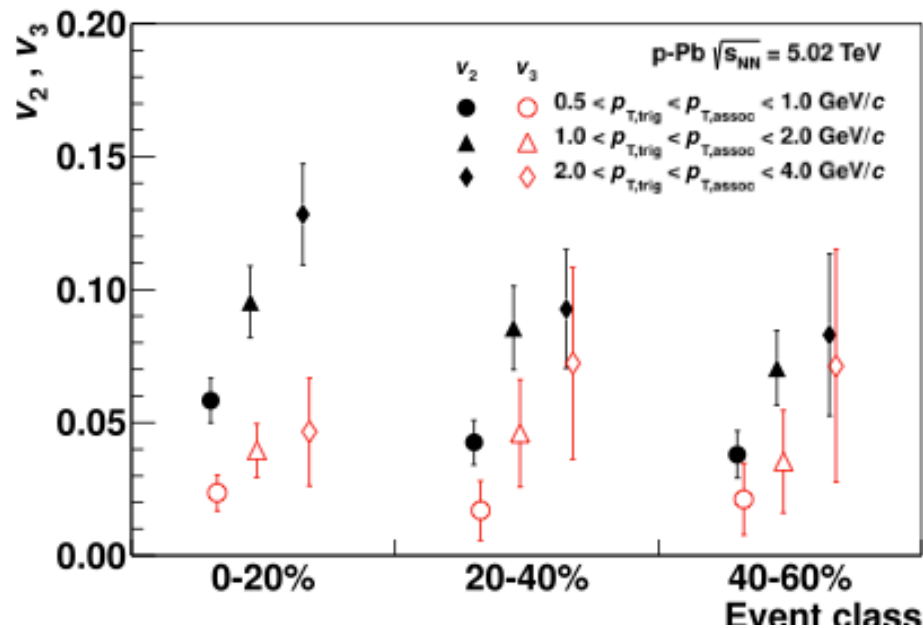 v2 , v3
0.20
0.15
0.10
0.05
0.00
p-Pb √sNN = 5.02 TeV
v2 v3
0.5 < pT,trig < pT,assoc < 1.0 GeV/c
1.0 < pT,trig < pT,assoc < 2.0 GeV/c
2.0 < pT,trig < pT,assoc < 4.0 GeV/c
0-20% 20-40% 40-60%
Event class